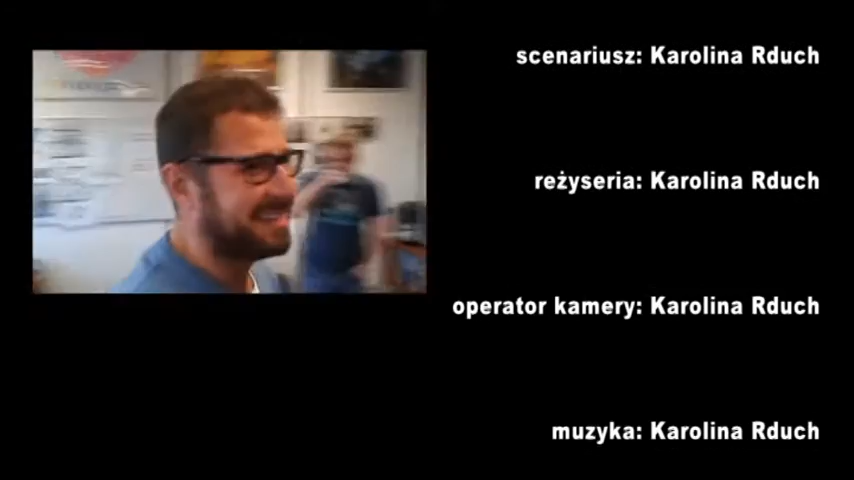 scenariusz: Karolina Rduch
reżyseria: Karolina Rduch
operator kamery: Karolina Rduch
muzyka: Karolina Rduch